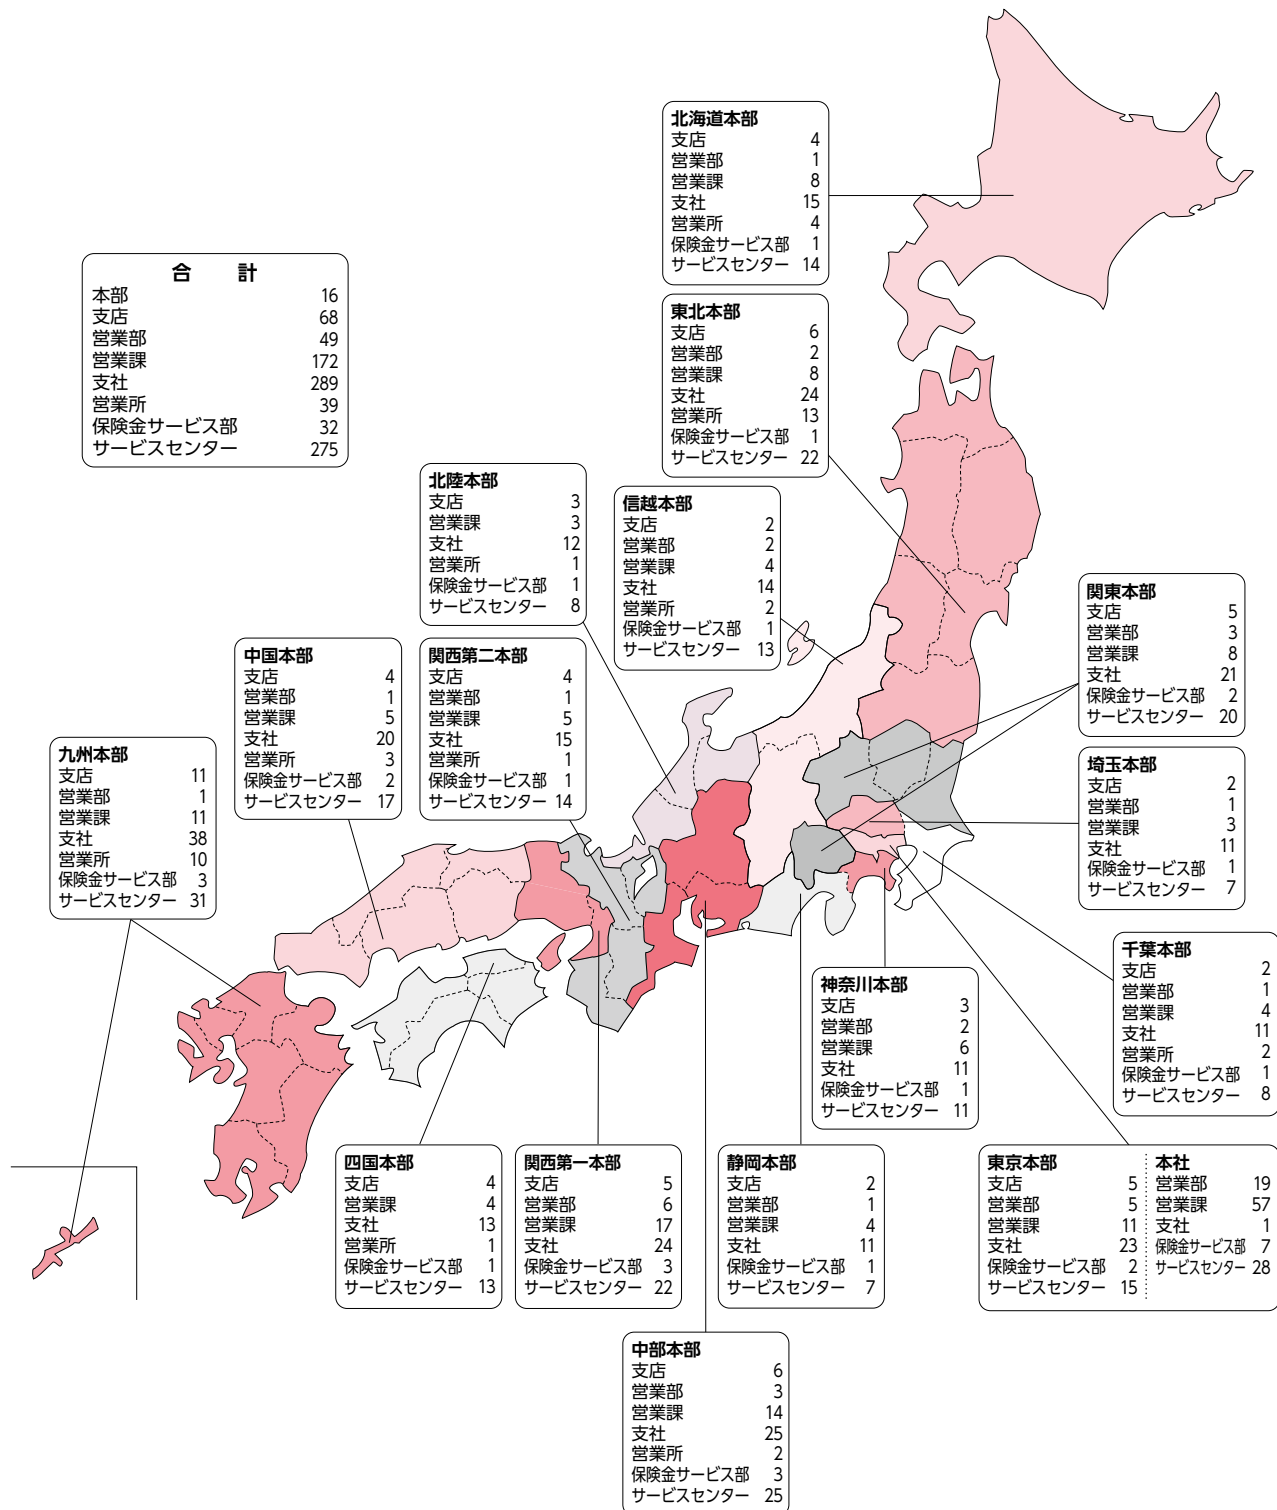 北海道本部
支店 4
営業部 1
営業課 8
支社 15
営業所 4
保険金サービス部 1
サービスセンター 14
合 計
本部 16
支店 68
営業部 49
営業課 172
支社 289
営業所 39
保険金サービス部 32
サービスセンター 275
東北本部
支店 6
営業部 2
営業課 8
支社 24
営業所 13
保険金サービス部 1
サービスセンター 22
北陸本部
支店 3
営業課 3
支社 12
営業所 1
保険金サービス部 1
サービスセンター 8
信越本部
支店 2
営業部 2
営業課 4
支社 14
営業所 2
保険金サービス部 1
サービスセンター 13
関東本部
支店 5
営業部 3
営業課 8
支社 21
保険金サービス部 2
サービスセンター 20
中国本部
支店 4
営業部 1
営業課 5
支社 20
営業所 3
保険金サービス部 2
サービスセンター 17
関西第二本部
支店 4
営業部 1
営業課 5
支社 15
営業所 1
保険金サービス部 1
サービスセンター 14
九州本部
支店 11
営業部 1
営業課 11
支社 38
営業所 10
保険金サービス部 3
サービスセンター 31
埼玉本部
支店 2
営業部 1
営業課 3
支社 11
保険金サービス部 1
サービスセンター 7
千葉本部
支店 2
営業部 1
営業課 4
支社 11
営業所 2
保険金サービス部 1
サービスセンター 8
神奈川本部
支店 3
営業部 2
営業課 6
支社 11
保険金サービス部 1
サービスセンター 11
四国本部
支店 4
営業課 4
支社 13
営業所 1
保険金サービス部 1
サービスセンター 13
関西第一本部
支店 5
営業部 6
営業課 17
支社 24
保険金サービス部 3
サービスセンター 22
静岡本部
支店 2
営業部 1
営業課 4
支社 11
保険金サービス部 1
サービスセンター 7
東京本部
支店 5
営業部 5
営業課 11
支社 23
保険金サービス部 2
サービスセンター 15
本社
営業部 19
営業課 57
支社 1
保険金サービス部 7
サービスセンター 28
中部本部
支店 6
営業部 3
営業課 14
支社 25
営業所 2
保険金サービス部 3
サービスセンター 25